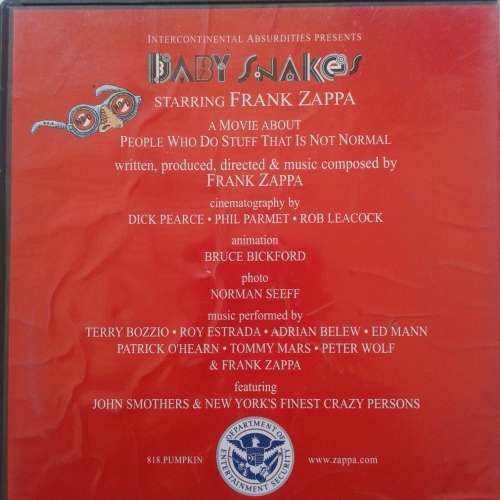 INTERCONTINENTAL ABSURDITIES PRESENTS
BABY SNAKES
STARRING FRANK ZAPPA
A MOVIE ABOUT
PEOPLE WHO DO STUFF THAT IS NOT NORMAL
written, produced, directed & music composed by
FRANK ZAPPA
cinematography by
DICK PEARCE • PHIL PARMET • ROB LEACOCK
animation
BRUCE BICKFORD
photo
NORMAN SEEFF
music performed by
TERRY BOZZIO • ROY ESTRADA • ADRIAN BELEW • ED MANN
PATRICK O'HEARN • TOMMY MARS • PETER WOLF
& FRANK ZAPPA
featuring
JOHN SMOTHERS & NEW YORK'S FINEST CRAZY PERSONS
DEPARTMENT OF
ENTERTAINMENT SECURITY
818.PUMPKIN
www.zappa.com